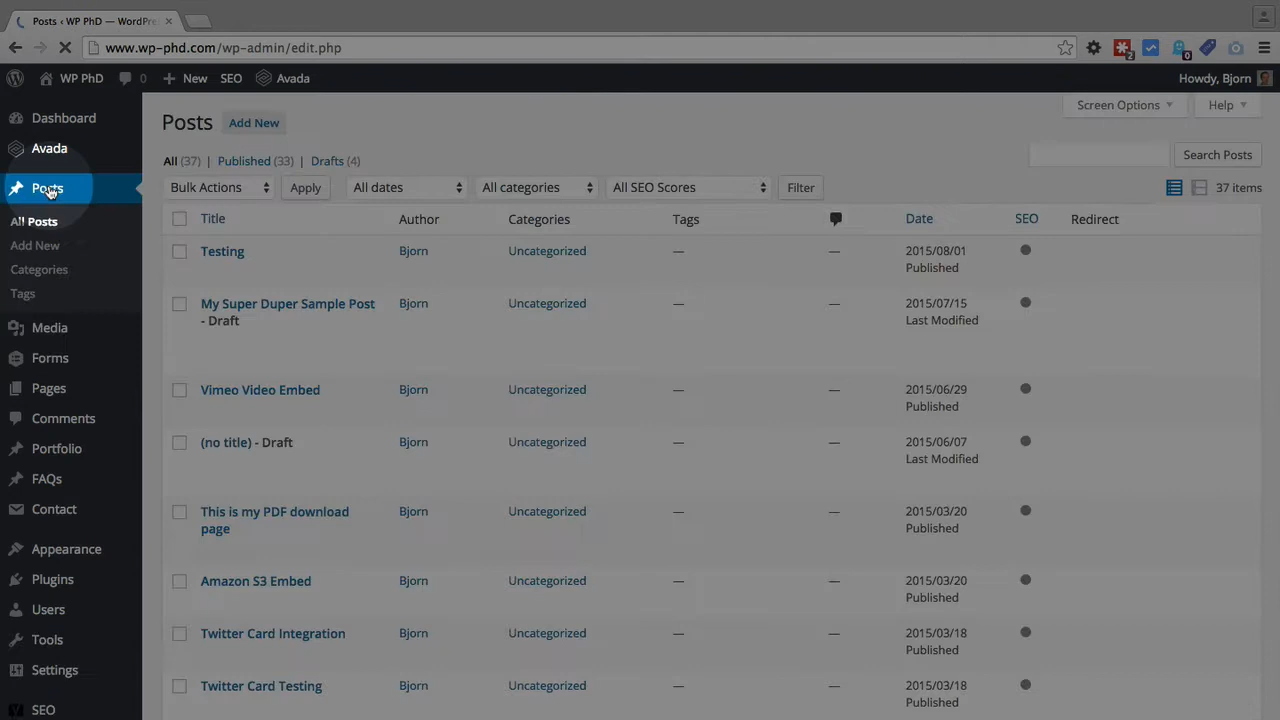 Posts ‹ WP PhD — WordPre
www.wp-phd.com/wp-admin/edit.php
2
0
WP PhD 0 New SEO Avada Howdy, Bjorn
Dashboard
Avada
Posts
All Posts
Add New
Categories
Tags
Media
Forms
Pages
Comments
Portfolio
FAQs
Contact
Appearance
Plugins
Users
Tools
Settings
SEO
Screen Options Help
Posts Add New
All (37) | Published (33) | Drafts (4)
Search Posts
Bulk Actions Apply All dates All categories All SEO Scores Filter 37 items
Title Author Categories Tags Date SEO Redirect
Testing Bjorn Uncategorized — — 2015/08/01
Published
My Super Duper Sample Post Bjorn Uncategorized — — 2015/07/15
- Draft Last Modified
Vimeo Video Embed Bjorn Uncategorized — — 2015/06/29
Published
(no title) - Draft Bjorn Uncategorized — — 2015/06/07
Last Modified
This is my PDF download Bjorn Uncategorized — — 2015/03/20
page Published
Amazon S3 Embed Bjorn Uncategorized — — 2015/03/20
Published
Twitter Card Integration Bjorn Uncategorized — — 2015/03/18
Published
Twitter Card Testing Bjorn Uncategorized — — 2015/03/18
Published